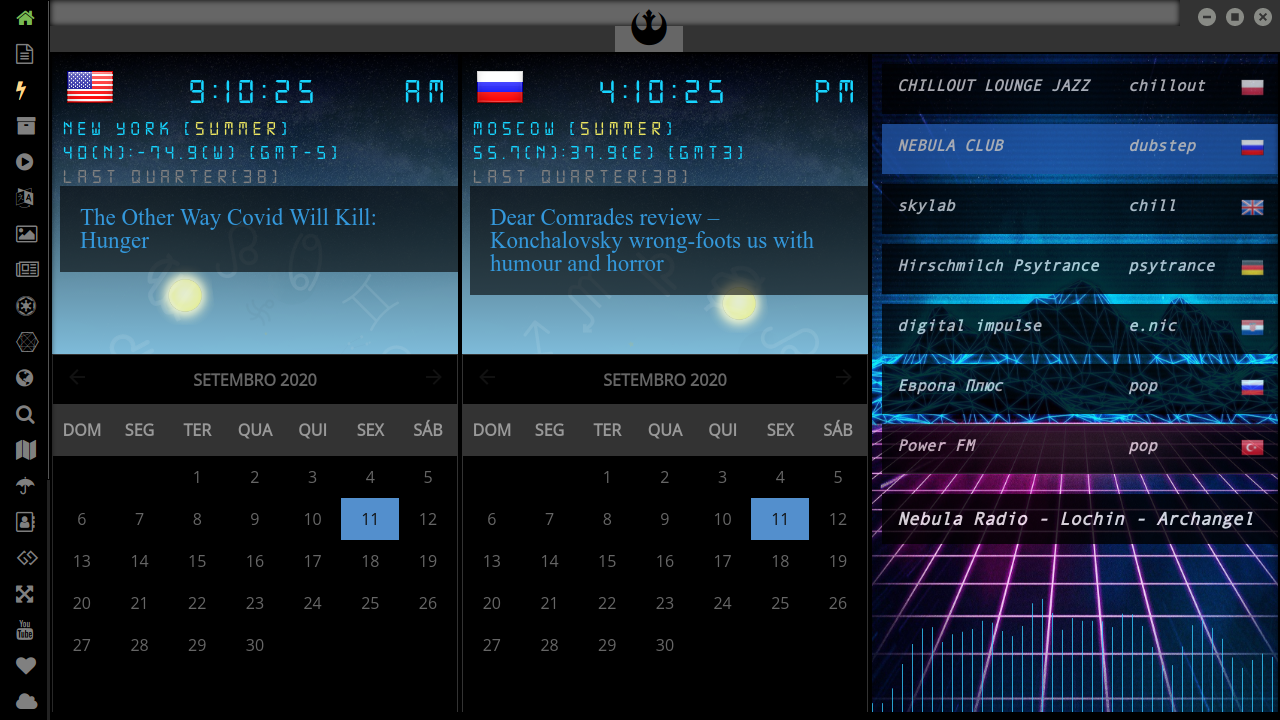 9:10:25 AM
NEW YORK (SUMMER)
40(N):-74.9(W) (GMT-5)
LAST QUARTER(38)
The Other Way Covid Will Kill:
Hunger
SETEMBRO 2020
DOM SEG TER QUA QUI SEX SÁB
1 2 3 4 5
6 7 8 9 10 11 12
13 14 15 16 17 18 19
20 21 22 23 24 25 26
27 28 29 30
4:10:25 PM
MOSCOW (SUMMER)
55.7(N):37.9(E) (GMT3)
LAST QUARTER(38)
Dear Comrades review –
Konchalovsky wrong-foots us with
humour and horror
SETEMBRO 2020
DOM SEG TER QUA QUI SEX SÁB
1 2 3 4 5
6 7 8 9 10 11 12
13 14 15 16 17 18 19
20 21 22 23 24 25 26
27 28 29 30
CHILLOUT LOUNGE JAZZ chillout
NEBULA CLUB dubstep
skylab chill
Hirschmilch Psytrance psytrance
digital impulse e.nic
Европа Плюс pop
Power FM pop
Nebula Radio - Lochin - Archangel
You
Tube